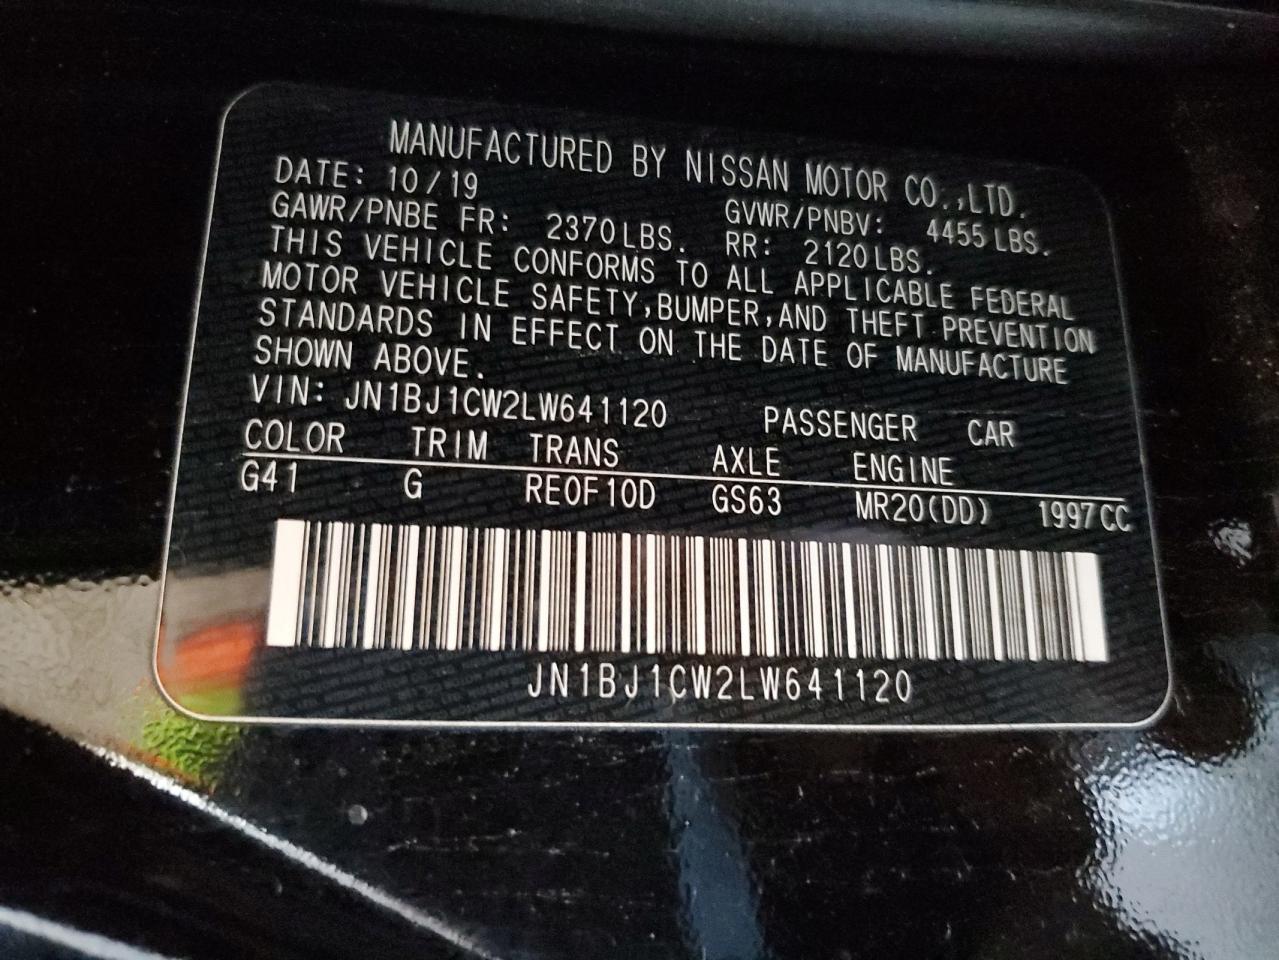 MANUFACTURED BY NISSAN MOTOR CO.,LTD.
DATE: 10/19 GVWR/PNBV: 4455LBS.
GAWR/PNBE FR: 2370LBS. RR: 2120LBS.
THIS VEHICLE CONFORMS TO ALL APPLICABLE FEDERAL
MOTOR VEHICLE SAFETY,BUMPER,AND THEFT PREVENTION
STANDARDS IN EFFECT ON THE DATE OF MANUFACTURE
SHOWN ABOVE.
VIN: JN1BJ1CW2LW641120 PASSENGER CAR
COLOR TRIM TRANS AXLE ENGINE
G41 G RE0F10D GS63 MR20(DD) 1997CC
JN1BJ1CW2LW641120